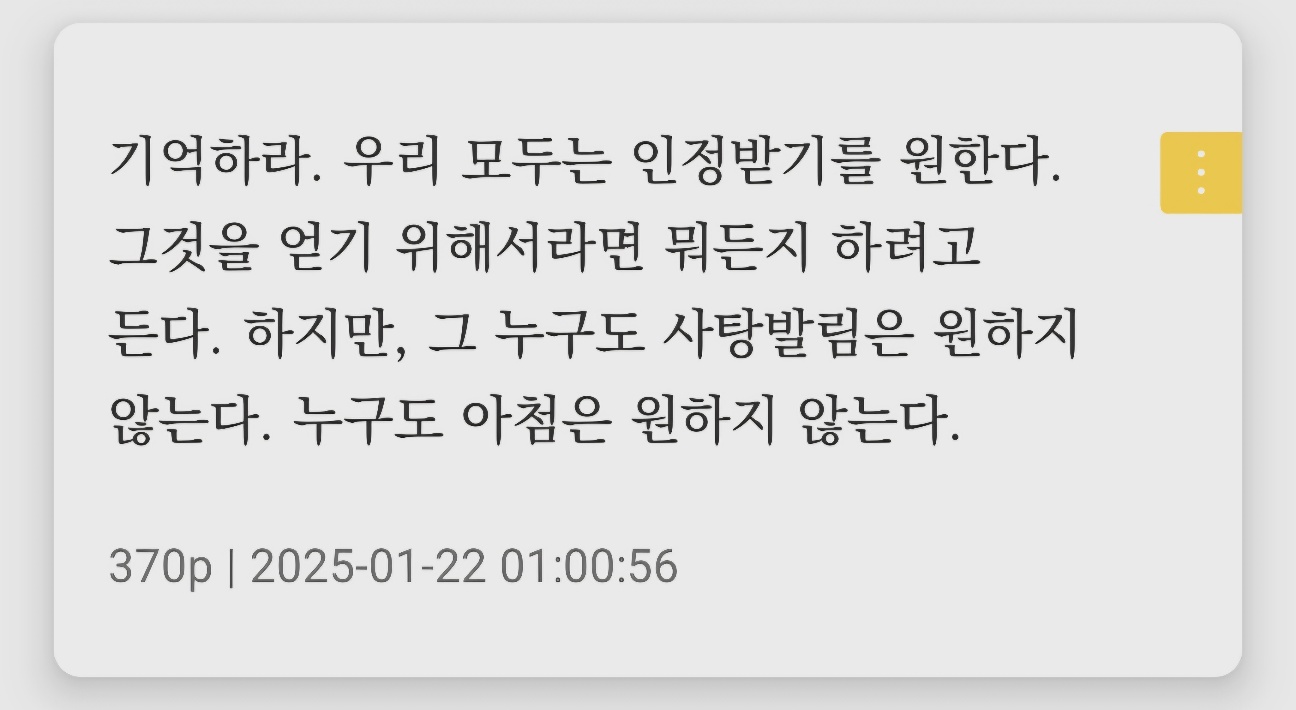 기억하라. 우리 모두는 인정받기를 원한다.
그것을 얻기 위해서라면 뭐든지 하려고
든다. 하지만, 그 누구도 사탕발림은 원하지
않는다. 누구도 아첨은 원하지 않는다.
370p | 2025-01-22 01:00:56